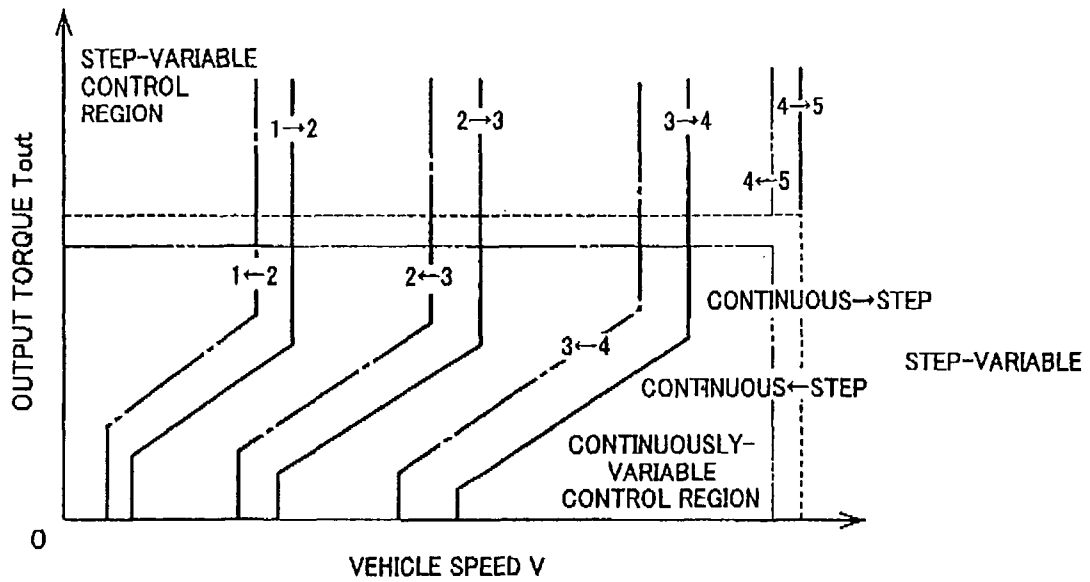 STEP-VARIABLE
CONTROL
REGION
1→2
2→3
3→4
4→5
4←5
1←2
2←3
CONTINUOUS→STEP
3←4
STEP-VARIABLE
CONTINUOUS←STEP
CONTINUOUSLY-
VARIABLE
CONTROL REGION
OUTPUT TORQUE Tout
0
VEHICLE SPEED V